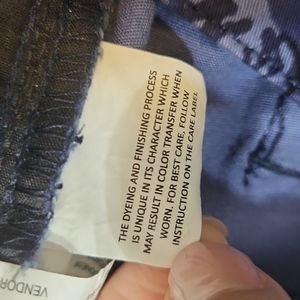 THE DYEING AND FINISHING PROCESS
IS UNIQUE IN ITS CHARACTER WHICH
MAY RESULT IN COLOR TRANSFER WHEN
WORN. FOR BEST CARE, FOLLOW
INSTRUCTION ON THE CARE LABEL
VENDOR